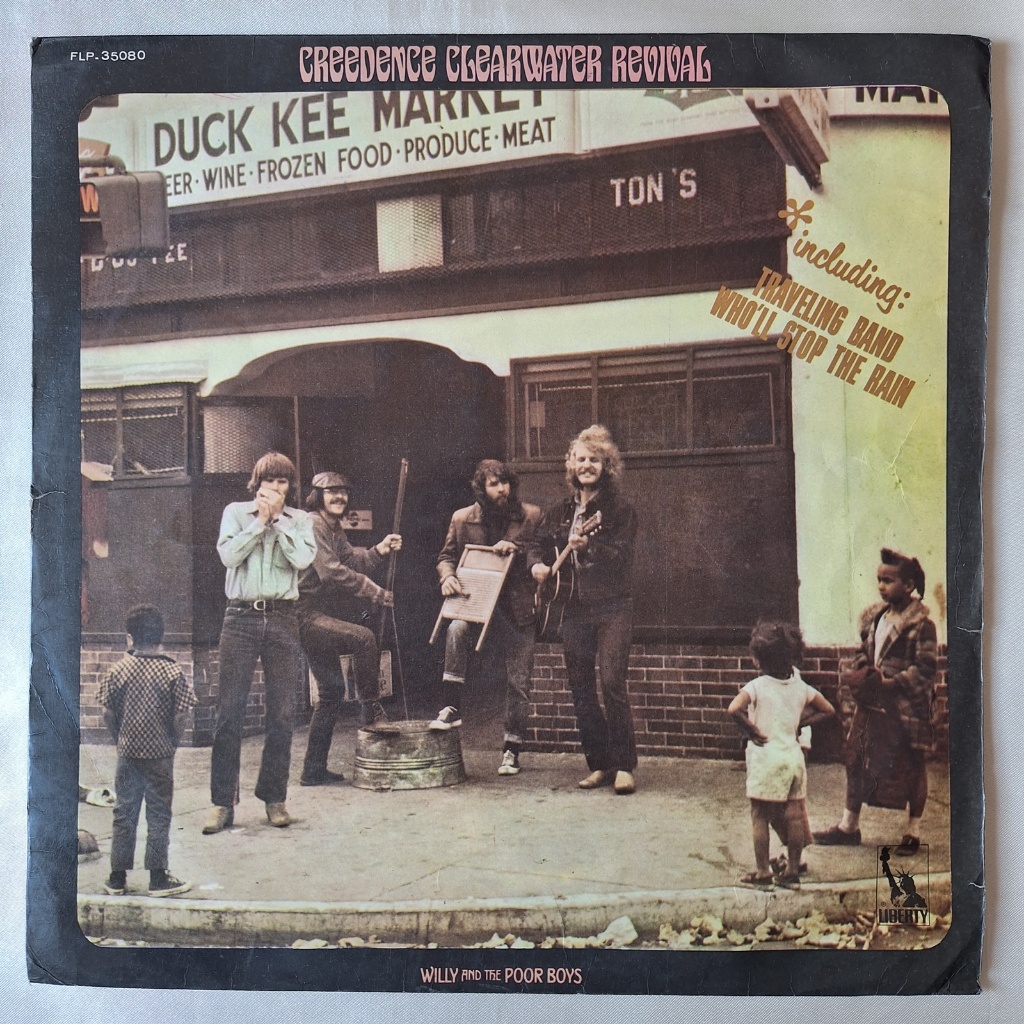 FLP-35080
CREEDENCE CLEARWATER REVIVAL
DUCK KEE MARKET
EER·WINE·FROZEN FOOD·PRODUCE·MEAT
MAR
W
TON'S
*including:
TRAVELING BAND
WHO'LL STOP THE RAIN
LIBERTY
WILLY AND THE POOR BOYS